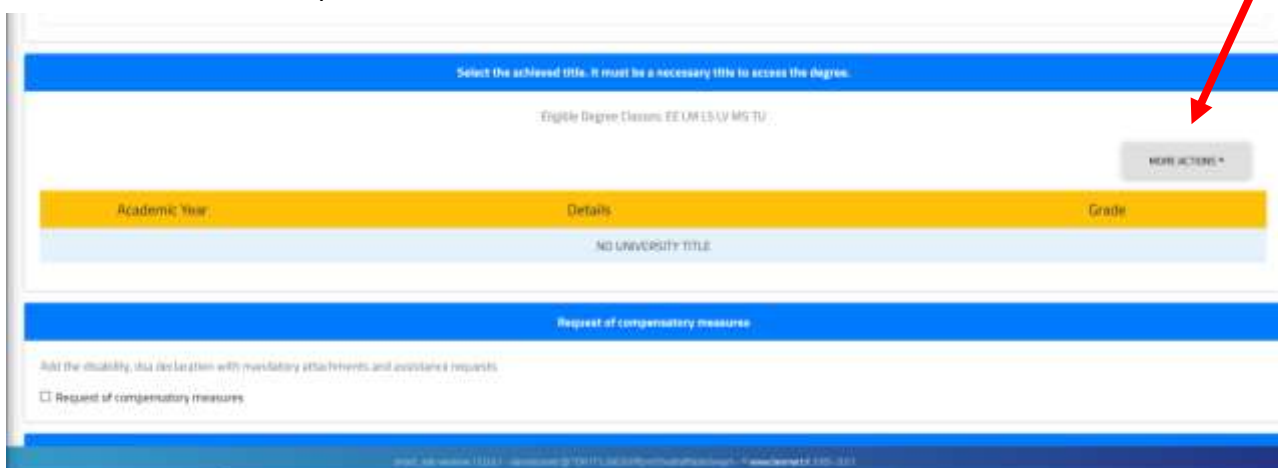 Select the achieved title. It must be a necessary title to access the degree.
Eligible Degree Classes: EE LM LS LV MS TU
MORE ACTIONS
Academic Year Details Grade
NO UNIVERSITY TITLE
Request of compensatory measures
Add the disability, dsa declaration with mandatory attachments and assistance requests
Request of compensatory measures